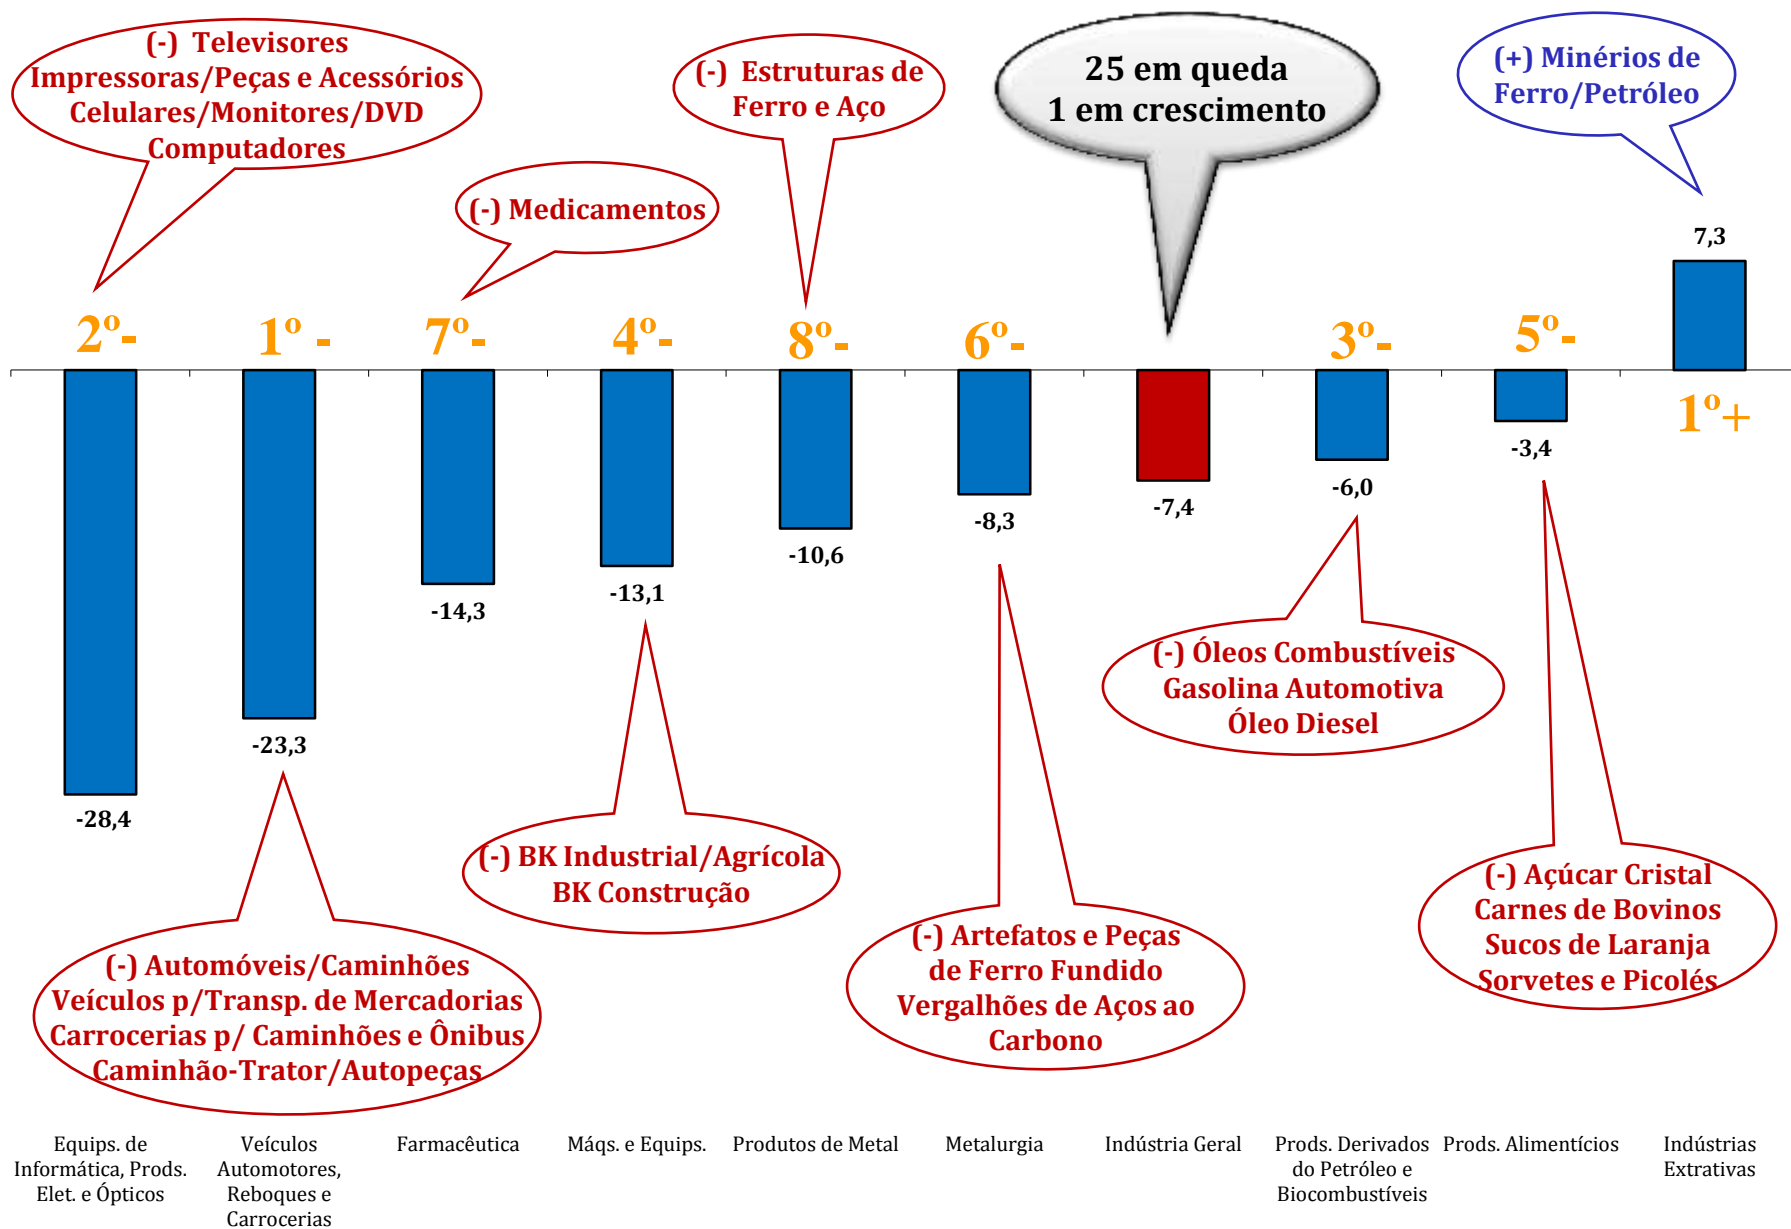 (-) Televisores
Impressoras/Peças e Acessórios
Celulares/Monitores/DVD
Computadores
(-) Medicamentos
(-) Estruturas de
Ferro e Aço
25 em queda
1 em crescimento
(+) Minérios de
Ferro/Petróleo
7,3
2º-
1º -
7º-
4º-
8º-
6º-
3º-
5º-
1º+
-28,4
-23,3
-14,3
-13,1
-10,6
-8,3
-7,4
-6,0
-3,4
(-) Automóveis/Caminhões
Veículos p/Transp. de Mercadorias
Carrocerias p/ Caminhões e Ônibus
Caminhão-Trator/Autopeças
(-) BK Industrial/Agrícola
BK Construção
(-) Artefatos e Peças
de Ferro Fundido
Vergalhões de Aços ao
Carbono
(-) Óleos Combustíveis
Gasolina Automotiva
Óleo Diesel
(-) Açúcar Cristal
Carnes de Bovinos
Sucos de Laranja
Sorvetes e Picolés
Equips. de
Informática, Prods.
Elet. e Ópticos
Veículos
Automotores,
Reboques e
Carrocerias
Farmacêutica
Máqs. e Equips.
Produtos de Metal
Metalurgia
Indústria Geral
Prods. Derivados
do Petróleo e
Biocombustíveis
Prods. Alimentícios
Indústrias
Extrativas